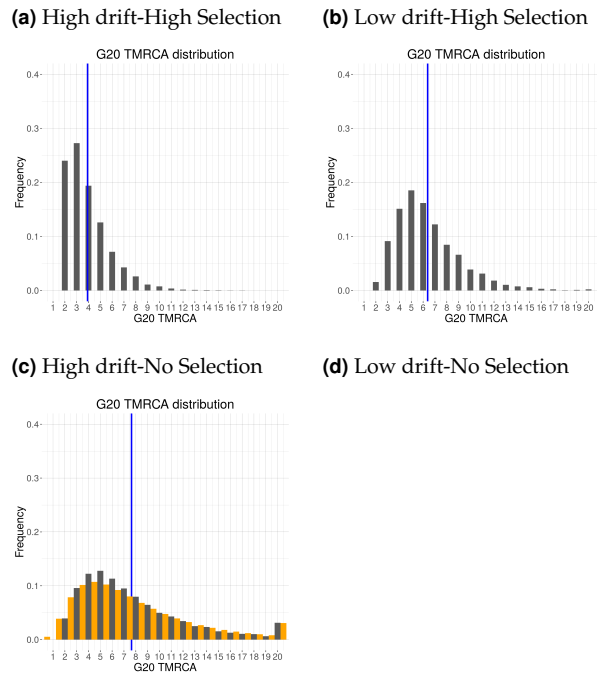 (a) High drift-High Selection
G20 TMRCA distribution
0.4
0.3
0.2
0.1
0.0
Frequency
1 2 3 4 5 6 7 8 9 10 11 12 13 14 15 16 17 18 19 20
G20 TMRCA
(b) Low drift-High Selection
G20 TMRCA distribution
0.4
0.3
0.2
0.1
0.0
Frequency
1 2 3 4 5 6 7 8 9 10 11 12 13 14 15 16 17 18 19 20
G20 TMRCA
(c) High drift-No Selection
G20 TMRCA distribution
0.4
0.3
0.2
0.1
0.0
Frequency
1 2 3 4 5 6 7 8 9 10 11 12 13 14 15 16 17 18 19 20
G20 TMRCA
(d) Low drift-No Selection